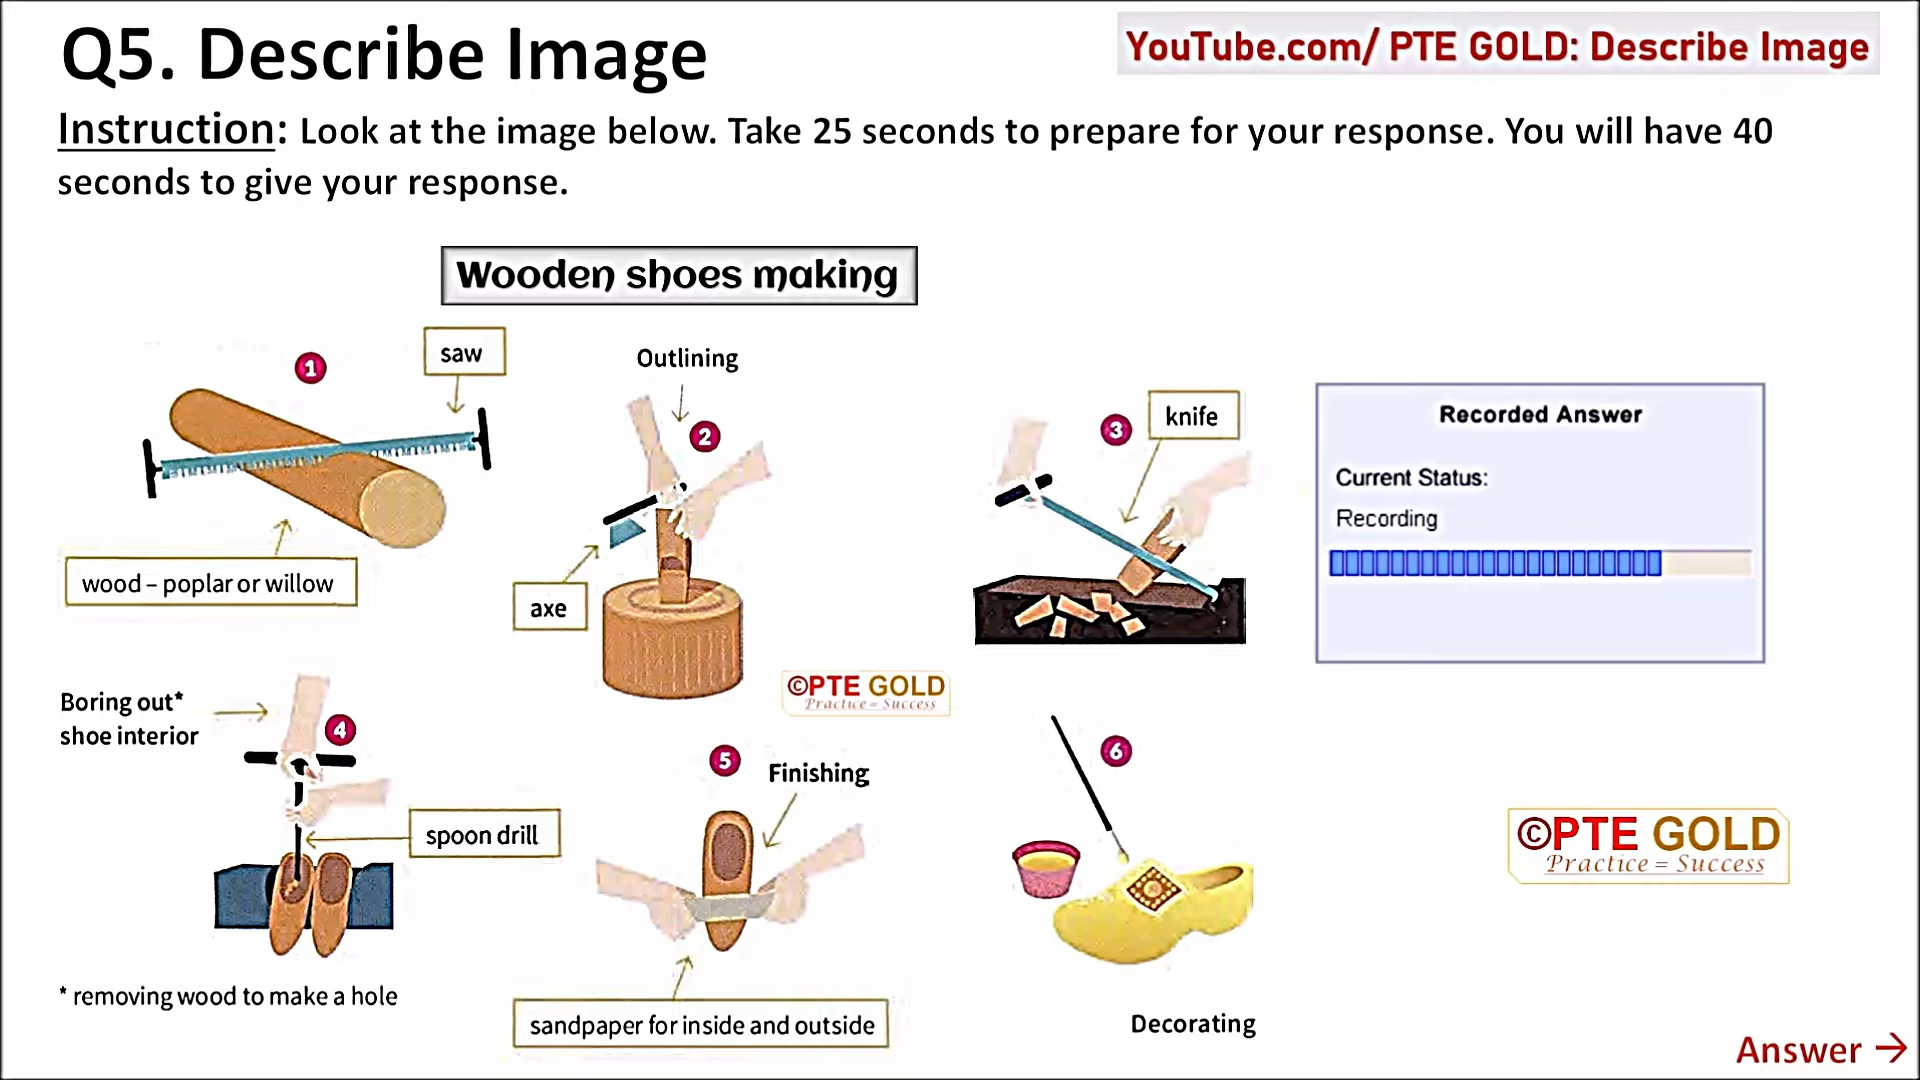 Q5. Describe Image
YouTube.com/ PTE GOLD: Describe Image
Instruction: Look at the image below. Take 25 seconds to prepare for your response. You will have 40
seconds to give your response.
Wooden shoes making
1
saw
wood – poplar or willow
Outlining
2
axe
3
knife
Recorded Answer
Current Status:
Recording
©PTE GOLD
Practice = Success
Boring out*
shoe interior
4
spoon drill
* removing wood to make a hole
5
Finishing
sandpaper for inside and outside
6
Decorating
©PTE GOLD
Practice = Success
Answer →